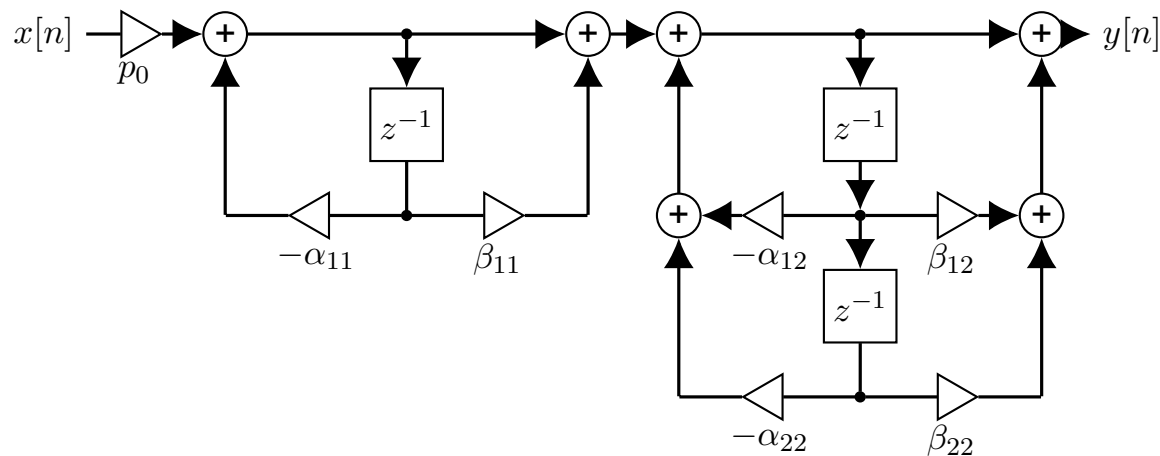 x[n] + + + + y[n]
p₀
z⁻¹ z⁻¹
+ +
−α₁₁ β₁₁ −α₁₂ β₁₂
z⁻¹
−α₂₂ β₂₂